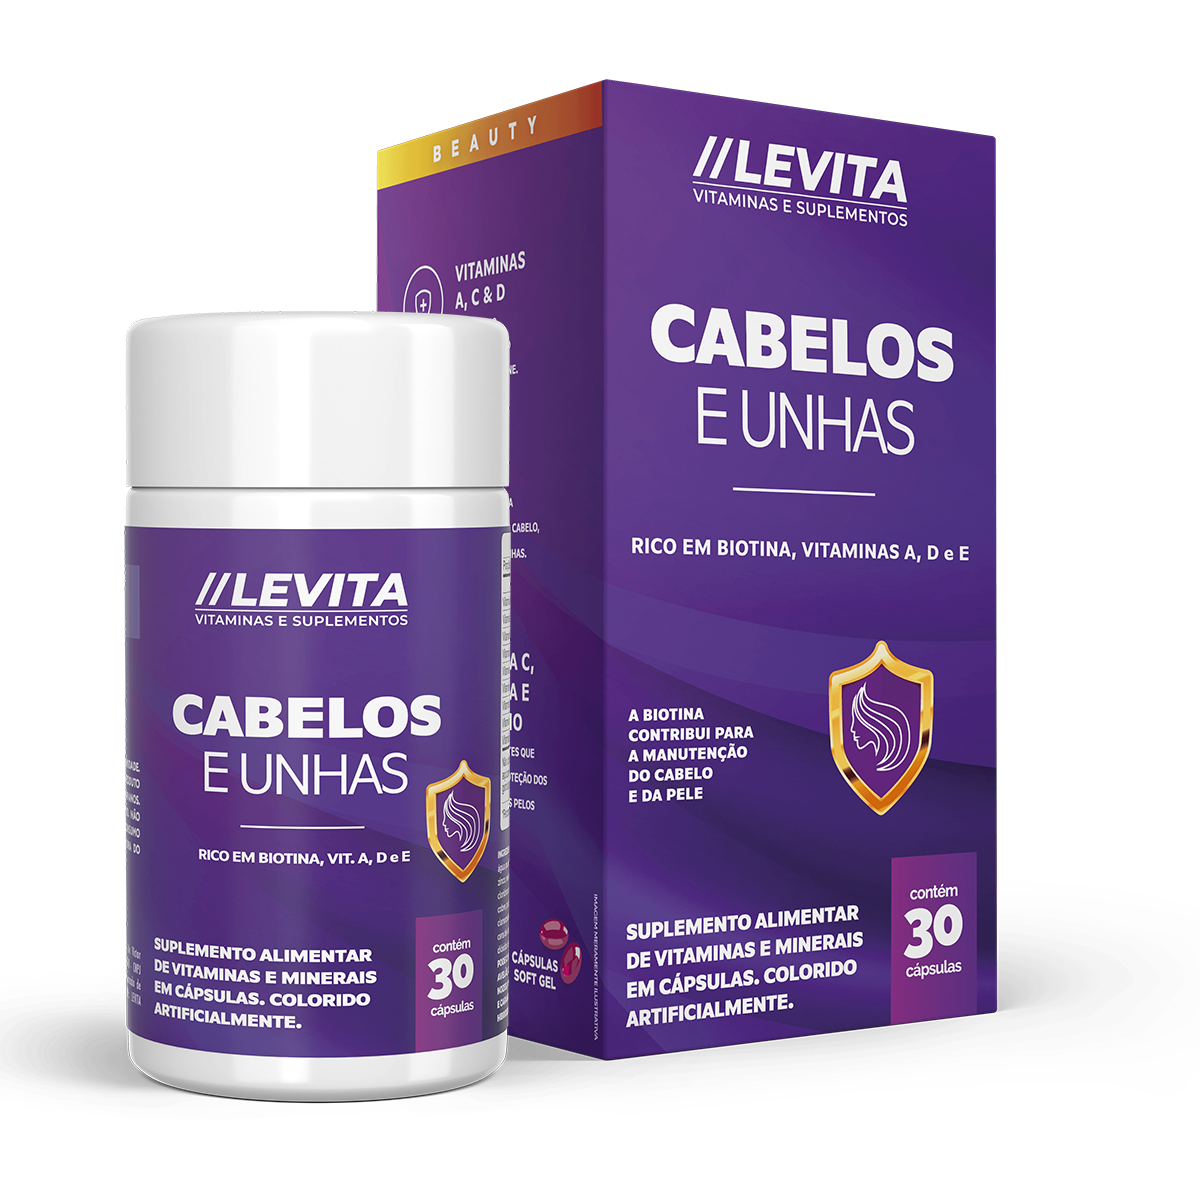 BEAUTY
VITAMINAS
A, C & D
CABELO,
A C,
A E
CÁPSULAS
SOFT GEL
IMAGEM MERAMENTE ILUSTRATIVA
//LEVITA
VITAMINAS E SUPLEMENTOS
CABELOS
E UNHAS
RICO EM BIOTINA, VITAMINAS A, D e E
A BIOTINA
CONTRIBUI PARA
A MANUTENÇÃO
DO CABELO
E DA PELE
SUPLEMENTO ALIMENTAR
DE VITAMINAS E MINERAIS
EM CÁPSULAS. COLORIDO
ARTIFICIALMENTE.
contém
30
cápsulas
//LEVITA
VITAMINAS E SUPLEMENTOS
CABELOS
E UNHAS
RICO EM BIOTINA, VIT. A, D e E
SUPLEMENTO ALIMENTAR
DE VITAMINAS E MINERAIS
EM CÁPSULAS. COLORIDO
ARTIFICIALMENTE.
contém
30
cápsulas